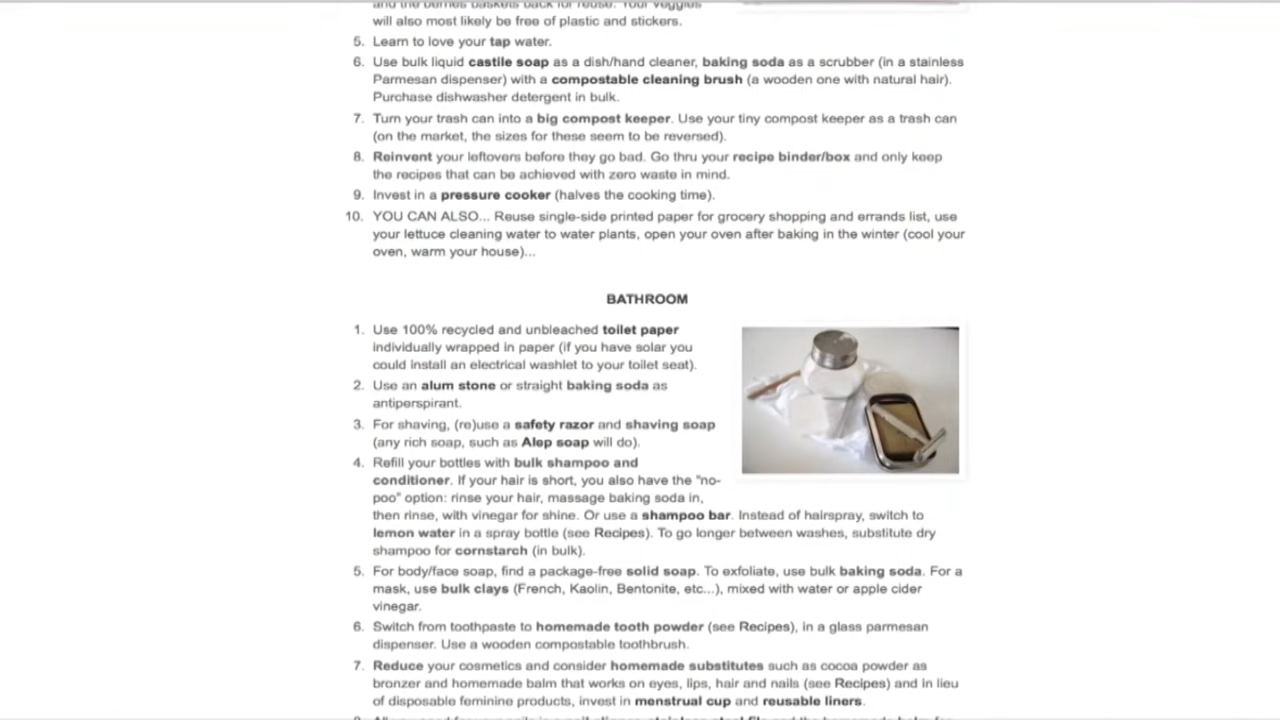 and the berries baskets back for reuse. Your veggies
will also most likely be free of plastic and stickers.
5. Learn to love your tap water.
6. Use bulk liquid castile soap as a dish/hand cleaner, baking soda as a scrubber (in a stainless
Parmesan dispenser) with a compostable cleaning brush (a wooden one with natural hair).
Purchase dishwasher detergent in bulk.
7. Turn your trash can into a big compost keeper. Use your tiny compost keeper as a trash can
(on the market, the sizes for these seem to be reversed).
8. Reinvent your leftovers before they go bad. Go thru your recipe binder/box and only keep
the recipes that can be achieved with zero waste in mind.
9. Invest in a pressure cooker (halves the cooking time).
10. YOU CAN ALSO... Reuse single-side printed paper for grocery shopping and errands list, use
your lettuce cleaning water to water plants, open your oven after baking in the winter (cool your
oven, warm your house)...
BATHROOM
1. Use 100% recycled and unbleached toilet paper
individually wrapped in paper (if you have solar you
could install an electrical washlet to your toilet seat).
2. Use an alum stone or straight baking soda as
antiperspirant.
3. For shaving, (re)use a safety razor and shaving soap
(any rich soap, such as Alep soap will do).
4. Refill your bottles with bulk shampoo and
conditioner. If your hair is short, you also have the "no-
poo" option: rinse your hair, massage baking soda in,
then rinse, with vinegar for shine. Or use a shampoo bar. Instead of hairspray, switch to
lemon water in a spray bottle (see Recipes). To go longer between washes, substitute dry
shampoo for cornstarch (in bulk).
5. For body/face soap, find a package-free solid soap. To exfoliate, use bulk baking soda. For a
mask, use bulk clays (French, Kaolin, Bentonite, etc...), mixed with water or apple cider
vinegar.
6. Switch from toothpaste to homemade tooth powder (see Recipes), in a glass parmesan
dispenser. Use a wooden compostable toothbrush.
7. Reduce your cosmetics and consider homemade substitutes such as cocoa powder as
bronzer and homemade balm that works on eyes, lips, hair and nails (see Recipes) and in lieu
of disposable feminine products, invest in menstrual cup and reusable liners.